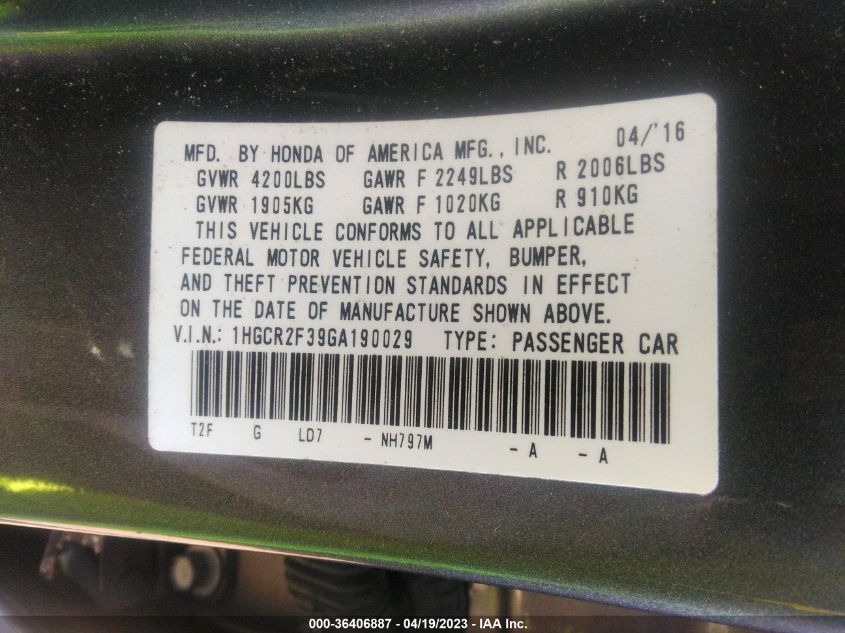 MFD. BY HONDA OF AMERICA MFG., INC. 04/'16
GVWR 4200LBS GAWR F 2249LBS R 2006LBS
GVWR 1905KG GAWR F 1020KG R 910KG
THIS VEHICLE CONFORMS TO ALL APPLICABLE
FEDERAL MOTOR VEHICLE SAFETY, BUMPER,
AND THEFT PREVENTION STANDARDS IN EFFECT
ON THE DATE OF MANUFACTURE SHOWN ABOVE.
V.I.N.: 1HGCR2F39GA190029 TYPE: PASSENGER CAR
T2F G LD7 - NH797M - A - A
000-36406887 - 04/19/2023 - IAA Inc.